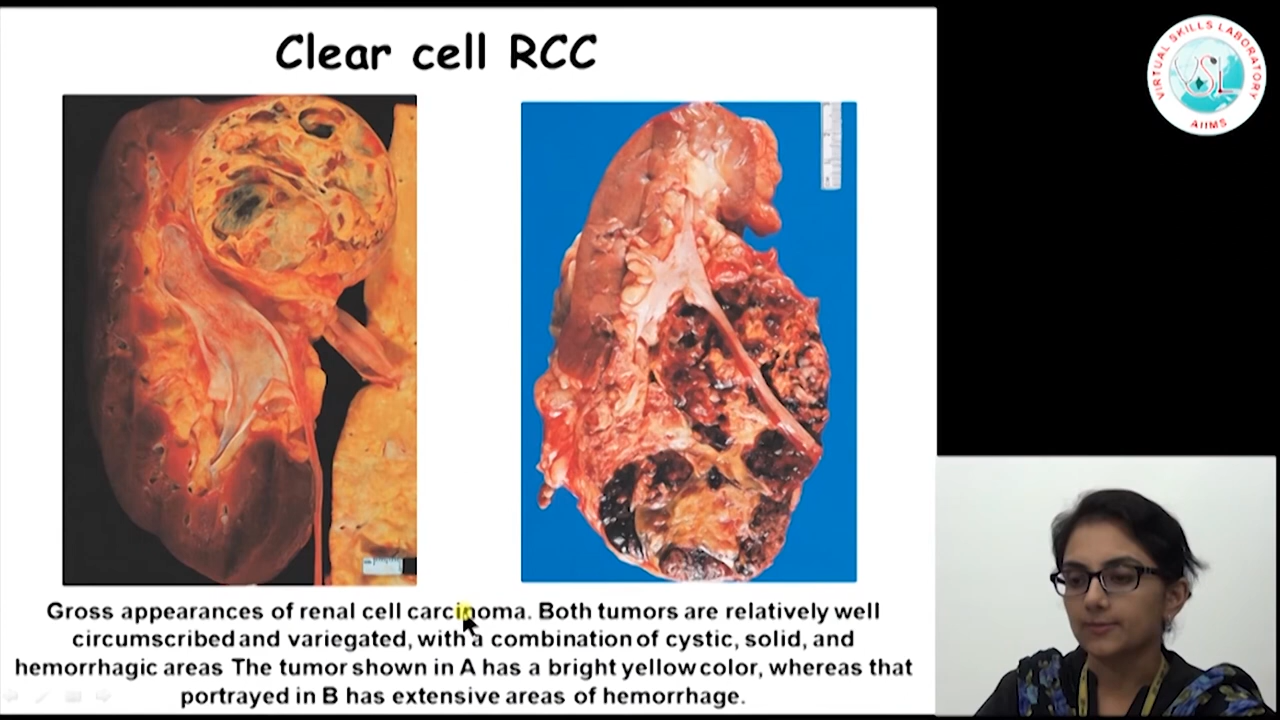 Clear cell RCC
VIRTUAL SKILLS LABORATORY
VSL
AIIMS
Gross appearances of renal cell carcinoma. Both tumors are relatively well
circumscribed and variegated, with a combination of cystic, solid, and
hemorrhagic areas The tumor shown in A has a bright yellow color, whereas that
portrayed in B has extensive areas of hemorrhage.